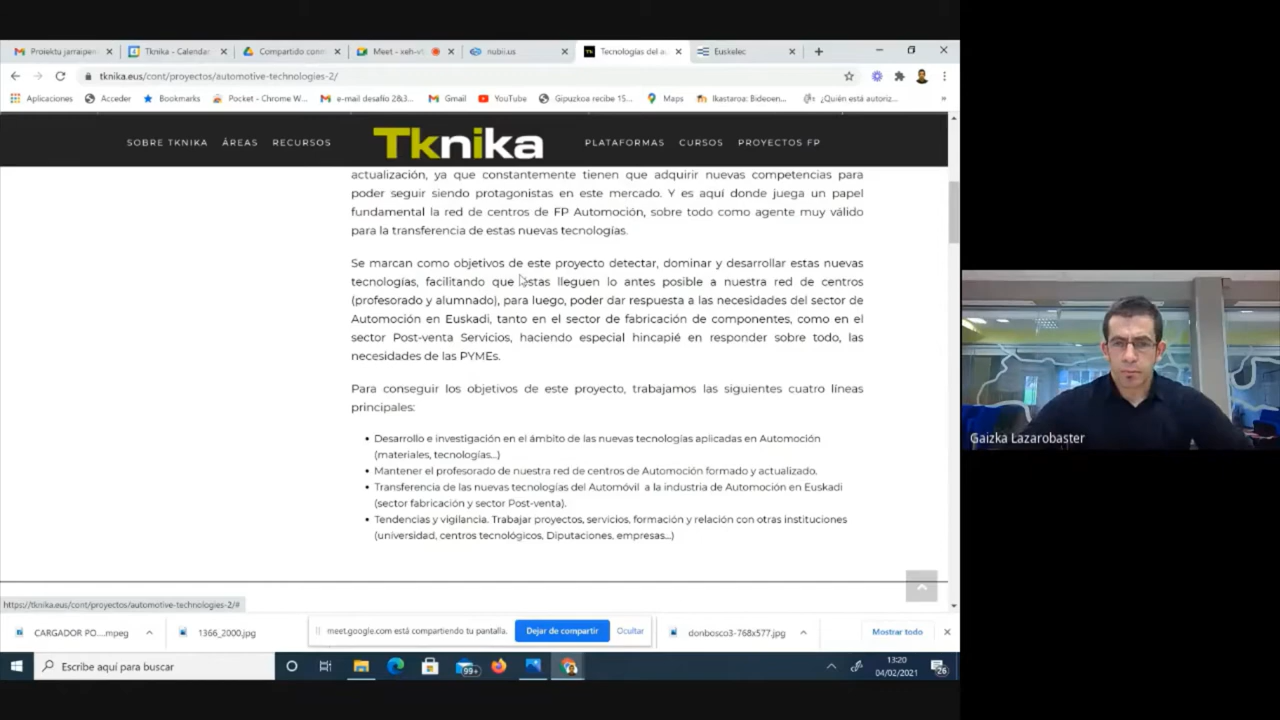 Proiektu jarraipen
Tknika - Calendar
Compartido conm
Meet - xeh-vt
nubii.us
Tecnologías del a
Euskelec
tknika.eus/cont/proyectos/automotive-technologies-2/
Aplicaciones
Acceder
Bookmarks
Pocket - Chrome W...
e-mail desafío 2&3...
Gmail
YouTube
Gipuzkoa recibe 15...
Maps
Ikastaroa: Bideoen...
¿Quién está autoriz...
»
SOBRE TKNIKA
ÁREAS
RECURSOS
Tknika
PLATAFORMAS
CURSOS
PROYECTOS FP
actualización, ya que constantemente tienen que adquirir nuevas competencias para
poder seguir siendo protagonistas en este mercado. Y es aquí donde juega un papel
fundamental la red de centros de FP Automoción, sobre todo como agente muy válido
para la transferencia de estas nuevas tecnologías.
Se marcan como objetivos de este proyecto detectar, dominar y desarrollar estas nuevas
tecnologías, facilitando que éstas lleguen lo antes posible a nuestra red de centros
(profesorado y alumnado), para luego, poder dar respuesta a las necesidades del sector de
Automoción en Euskadi, tanto en el sector de fabricación de componentes, como en el
sector Post-venta Servicios, haciendo especial hincapié en responder sobre todo, las
necesidades de las PYMEs.
Para conseguir los objetivos de este proyecto, trabajamos las siguientes cuatro líneas
principales:
• Desarrollo e investigación en el ámbito de las nuevas tecnologías aplicadas en Automoción
(materiales, tecnologías...)
• Mantener el profesorado de nuestra red de centros de Automoción formado y actualizado.
• Transferencia de las nuevas tecnologías del Automóvil a la industria de Automoción en Euskadi
(sector fabricación y sector Post-venta).
• Tendencias y vigilancia. Trabajar proyectos, servicios, formación y relación con otras instituciones
(universidad, centros tecnológicos, Diputaciones, empresas...)
Gaizka Lazarobaster
https://tknika.eus/cont/proyectos/automotive-technologies-2/#
CARGADOR PO....mpeg
1366_2000.jpg
meet.google.com está compartiendo tu pantalla.
Dejar de compartir
Ocultar
donbosco3-768x577.jpg
Mostrar todo
Escribe aquí para buscar
99+
13:20
04/02/2021
26